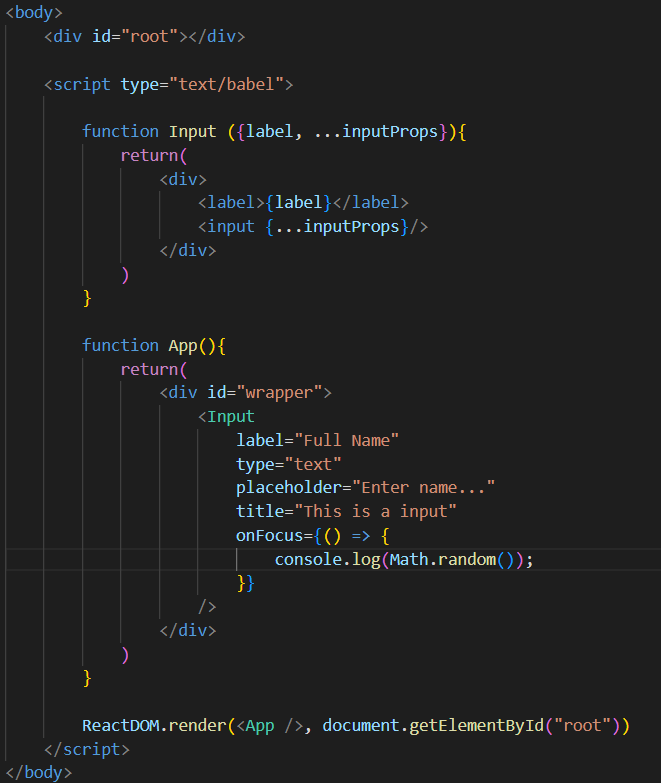 <body>
<div id="root"></div>
<script type="text/babel">
function Input ({label, ...inputProps}){
return(
<div>
<label>{label}</label>
<input {...inputProps}/>
</div>
)
}
function App(){
return(
<div id="wrapper">
<Input
label="Full Name"
type="text"
placeholder="Enter name..."
title="This is a input"
onFocus={() => {
console.log(Math.random());
}}
/>
</div>
)
}
ReactDOM.render(<App />, document.getElementById("root"))
</script>
</body>